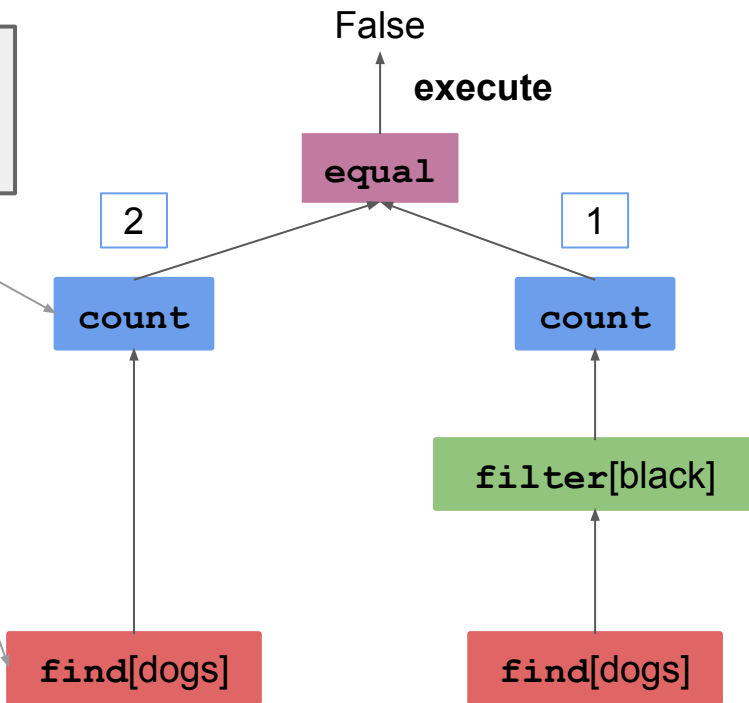 False
execute
equal
2
1
count
count
filter[black]
find[dogs]
find[dogs]